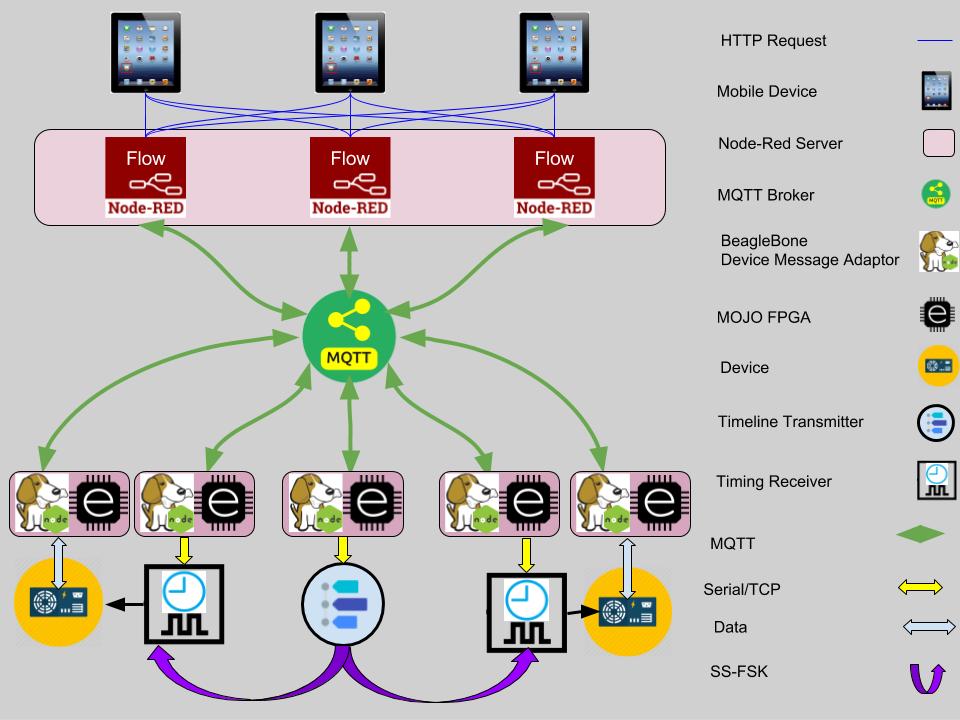 HTTP Request
Mobile Device
Flow
Node-RED
Flow
Node-RED
Flow
Node-RED
Node-Red Server
MQTT Broker
MQTT
BeagleBone
Device Message Adaptor
node
MQTT
MOJO FPGA
e
Device
Timeline Transmitter
Timing Receiver
node
e
node
e
node
e
node
e
node
e
MQTT
Serial/TCP
Data
SS-FSK